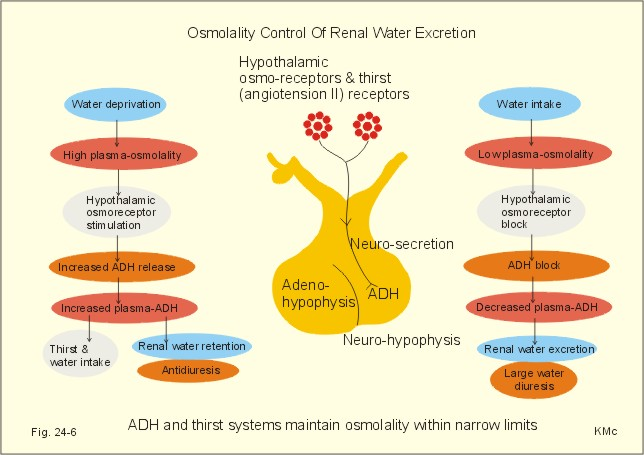 Osmolality Control Of Renal Water Excretion
Hypothalamic
osmo-receptors & thirst
(angiotension II) receptors
Water deprivation
High plasma-osmolality
Hypothalamic
osmoreceptor
stimulation
Increased ADH release
Increased plasma-ADH
Thirst &
water intake
Renal water retention
Antidiuresis
Neuro-secretion
Adeno-
hypophysis
ADH
Neuro-hypophysis
Water intake
Low plasma-osmolality
Hypothalamic
osmoreceptor
block
ADH block
Decreased plasma-ADH
Renal water excretion
Large water
diuresis
Fig. 24-6
ADH and thirst systems maintain osmolality within narrow limits
KMc